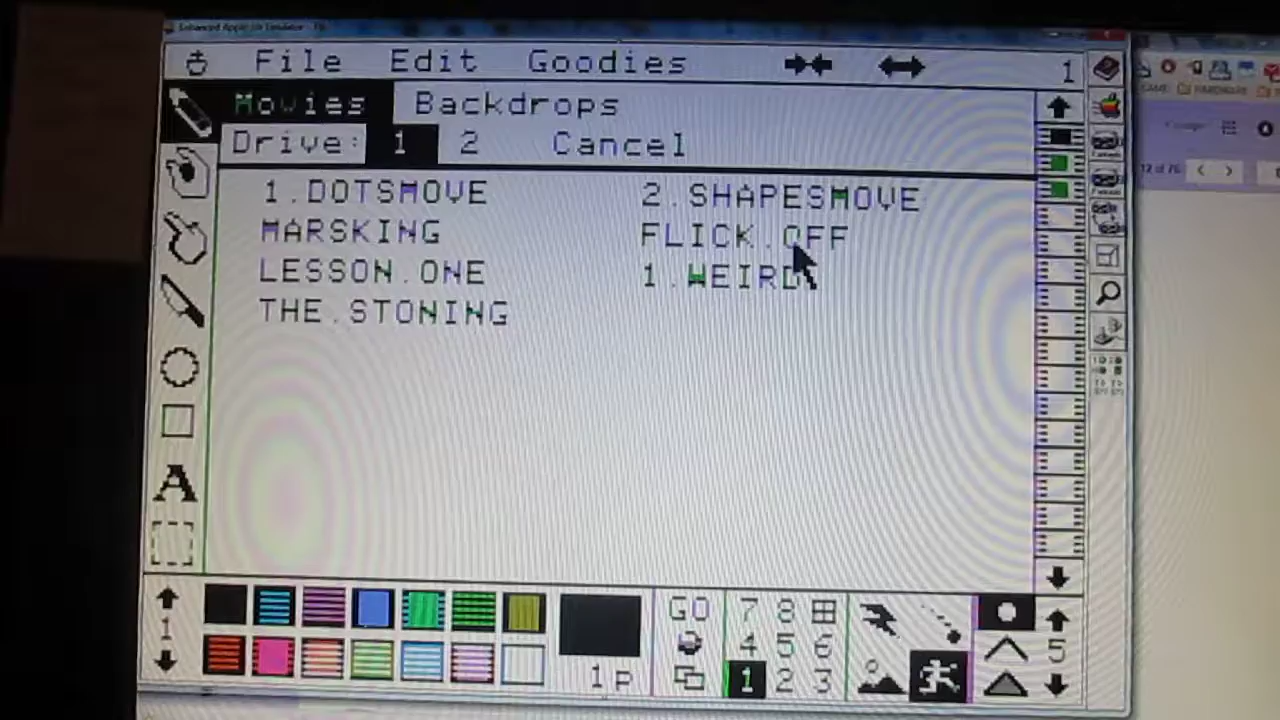 File Edit Goodies 1
Movies Backdrops
Drive: 1 2 Cancel
1.DOTSMOVE 2.SHAPESMOVE
MARSKING FLICK.OFF
LESSON.ONE 1.WEIRD
THE.STONING
A
1
1p
GO 7 8
4 5 6
1 2 3
5